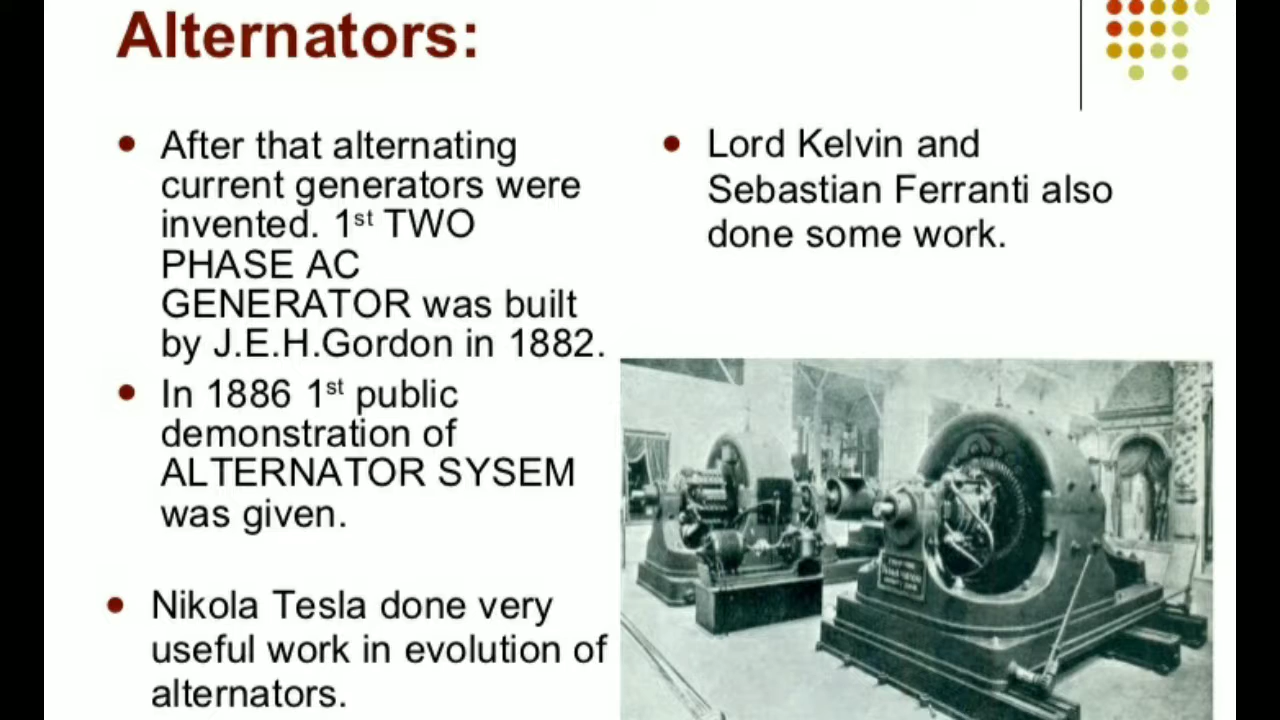 Alternators:
After that alternating
current generators were
invented. 1st TWO
PHASE AC
GENERATOR was built
by J.E.H.Gordon in 1882.
In 1886 1st public
demonstration of
ALTERNATOR SYSEM
was given.
Nikola Tesla done very
useful work in evolution of
alternators.
Lord Kelvin and
Sebastian Ferranti also
done some work.